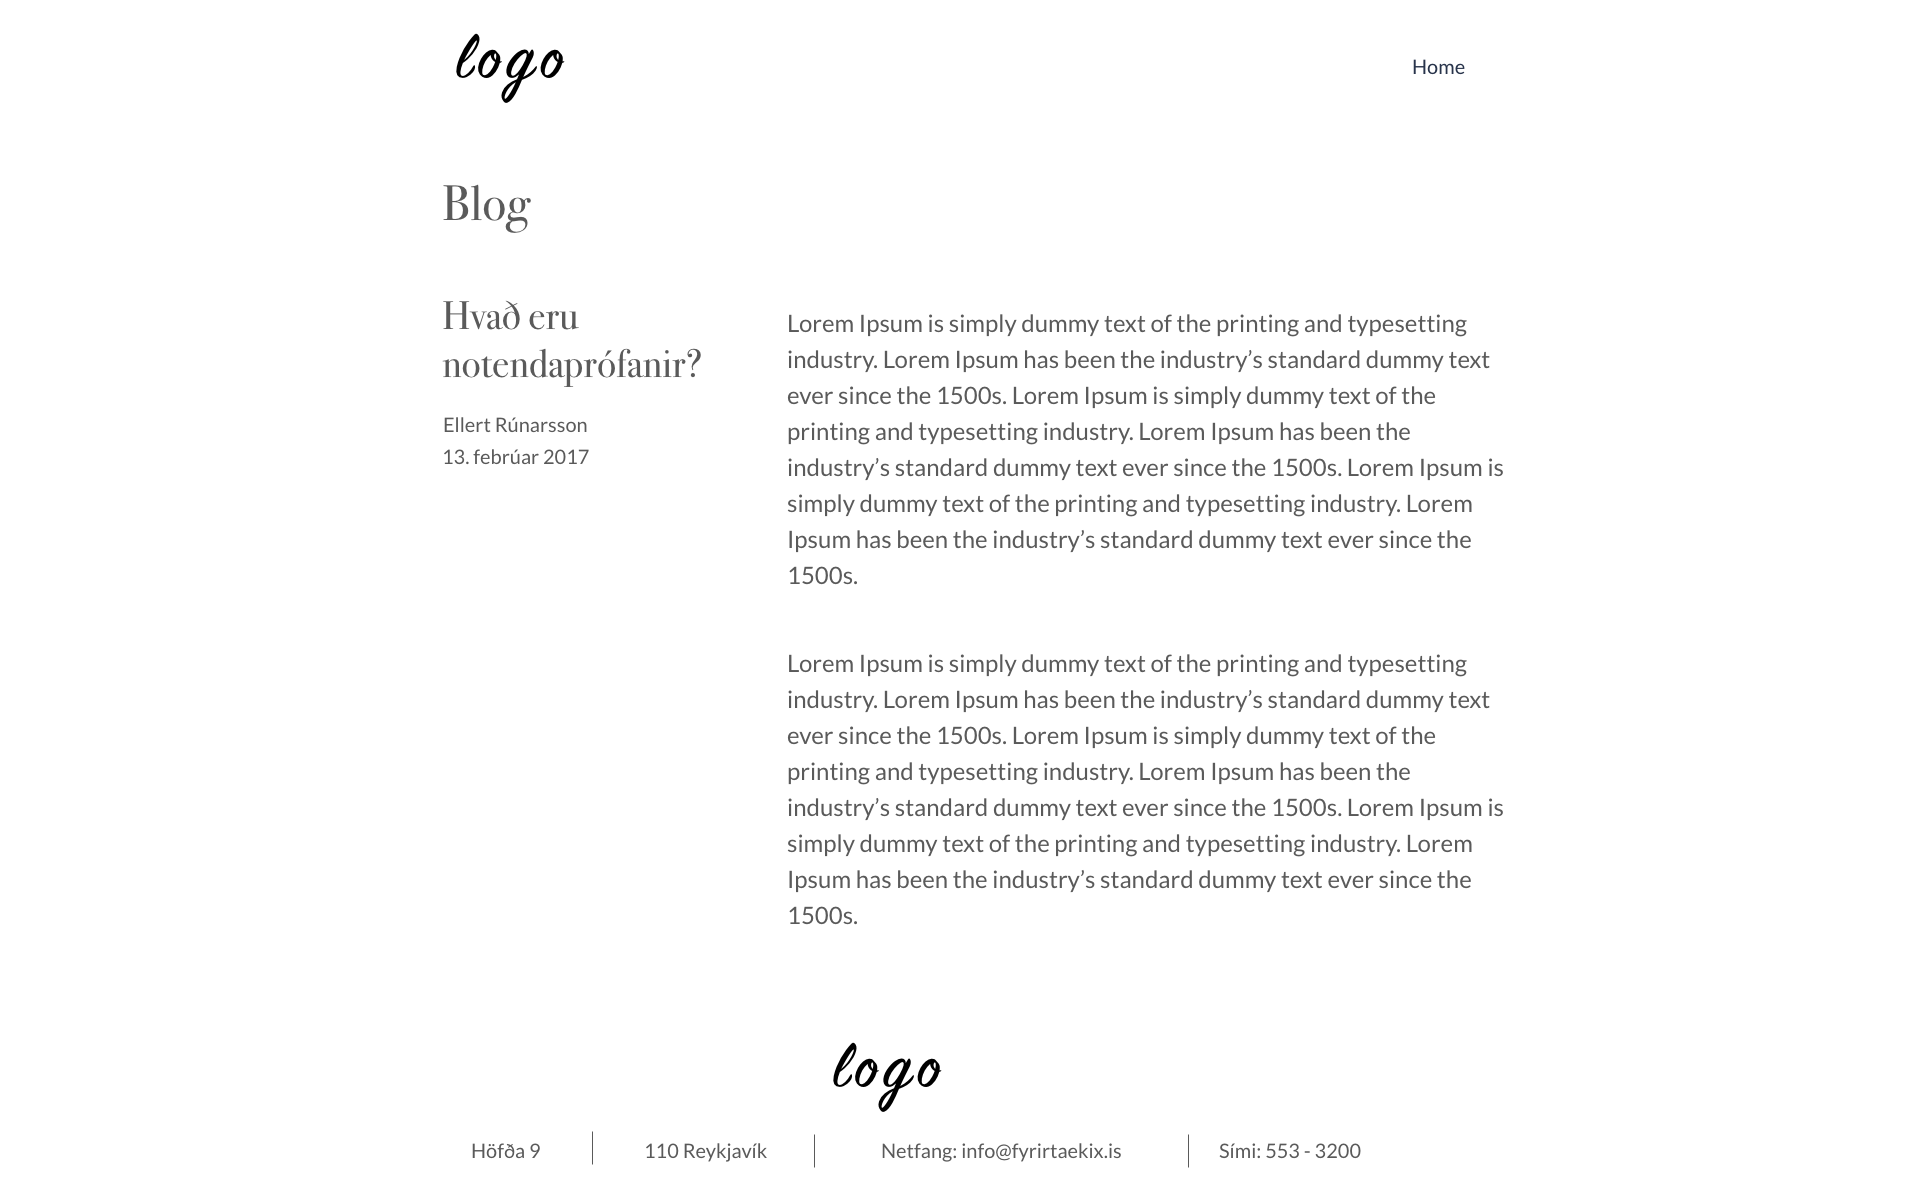 logo
Home
Blog
Hvað eru
notendaprófanir?
Ellert Rúnarsson
13. febrúar 2017
Lorem Ipsum is simply dummy text of the printing and typesetting
industry. Lorem Ipsum has been the industry’s standard dummy text
ever since the 1500s. Lorem Ipsum is simply dummy text of the
printing and typesetting industry. Lorem Ipsum has been the
industry’s standard dummy text ever since the 1500s. Lorem Ipsum is
simply dummy text of the printing and typesetting industry. Lorem
Ipsum has been the industry’s standard dummy text ever since the
1500s.
Lorem Ipsum is simply dummy text of the printing and typesetting
industry. Lorem Ipsum has been the industry’s standard dummy text
ever since the 1500s. Lorem Ipsum is simply dummy text of the
printing and typesetting industry. Lorem Ipsum has been the
industry’s standard dummy text ever since the 1500s. Lorem Ipsum is
simply dummy text of the printing and typesetting industry. Lorem
Ipsum has been the industry’s standard dummy text ever since the
1500s.
logo
Höfða 9
110 Reykjavík
Netfang: info@fyrirtaekix.is
Sími: 553 - 3200